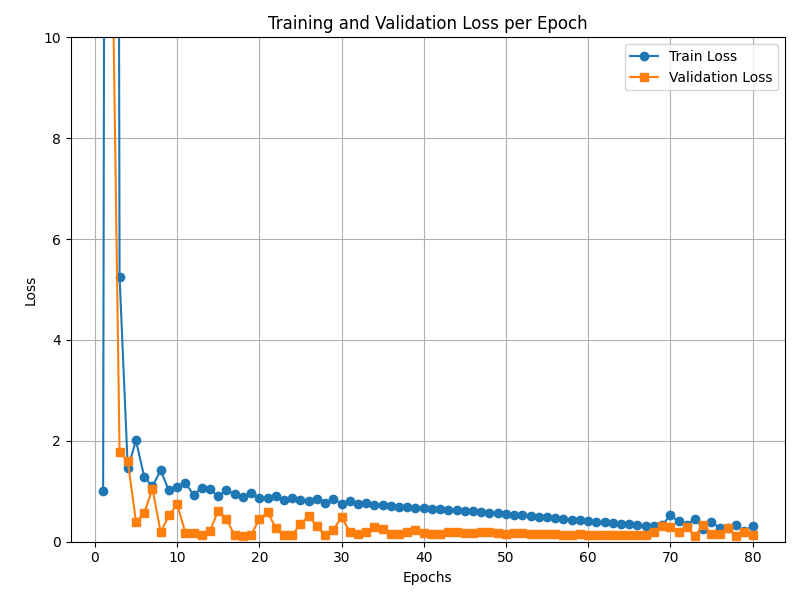 Training and Validation Loss per Epoch
Train Loss
Validation Loss
Loss
10
8
6
4
2
0
0 10 20 30 40 50 60 70 80
Epochs